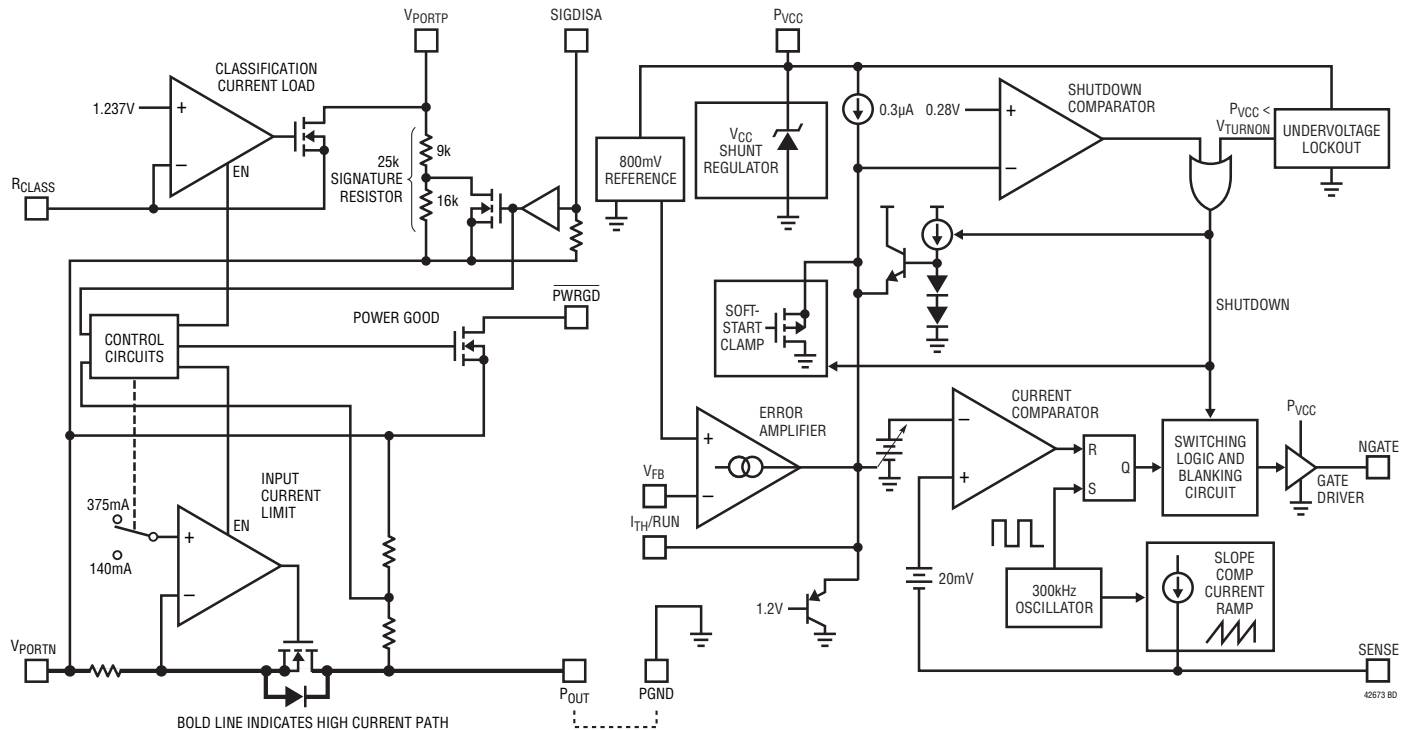 VPORTP
SIGDISA
PVCC
CLASSIFICATION
CURRENT LOAD
1.237V
+
–
EN
RCLASS
25k
SIGNATURE
RESISTOR
9k
16k
CONTROL
CIRCUITS
POWER GOOD
PWRGD
375mA
140mA
INPUT
CURRENT
LIMIT
EN
+
–
VPORTN
POUT
BOLD LINE INDICATES HIGH CURRENT PATH
800mV
REFERENCE
VCC
SHUNT
REGULATOR
0.3µA
0.28V
+
–
SHUTDOWN
COMPARATOR
PVCC <
VTURNON
UNDERVOLTAGE
LOCKOUT
SHUTDOWN
SOFT-
START
CLAMP
ERROR
AMPLIFIER
+
–
VFB
ITH/RUN
1.2V
PGND
CURRENT
COMPARATOR
–
+
R
S
Q
SWITCHING
LOGIC AND
BLANKING
CIRCUIT
PVCC
NGATE
GATE
DRIVER
20mV
300kHz
OSCILLATOR
SLOPE
COMP
CURRENT
RAMP
SENSE
42673 BD